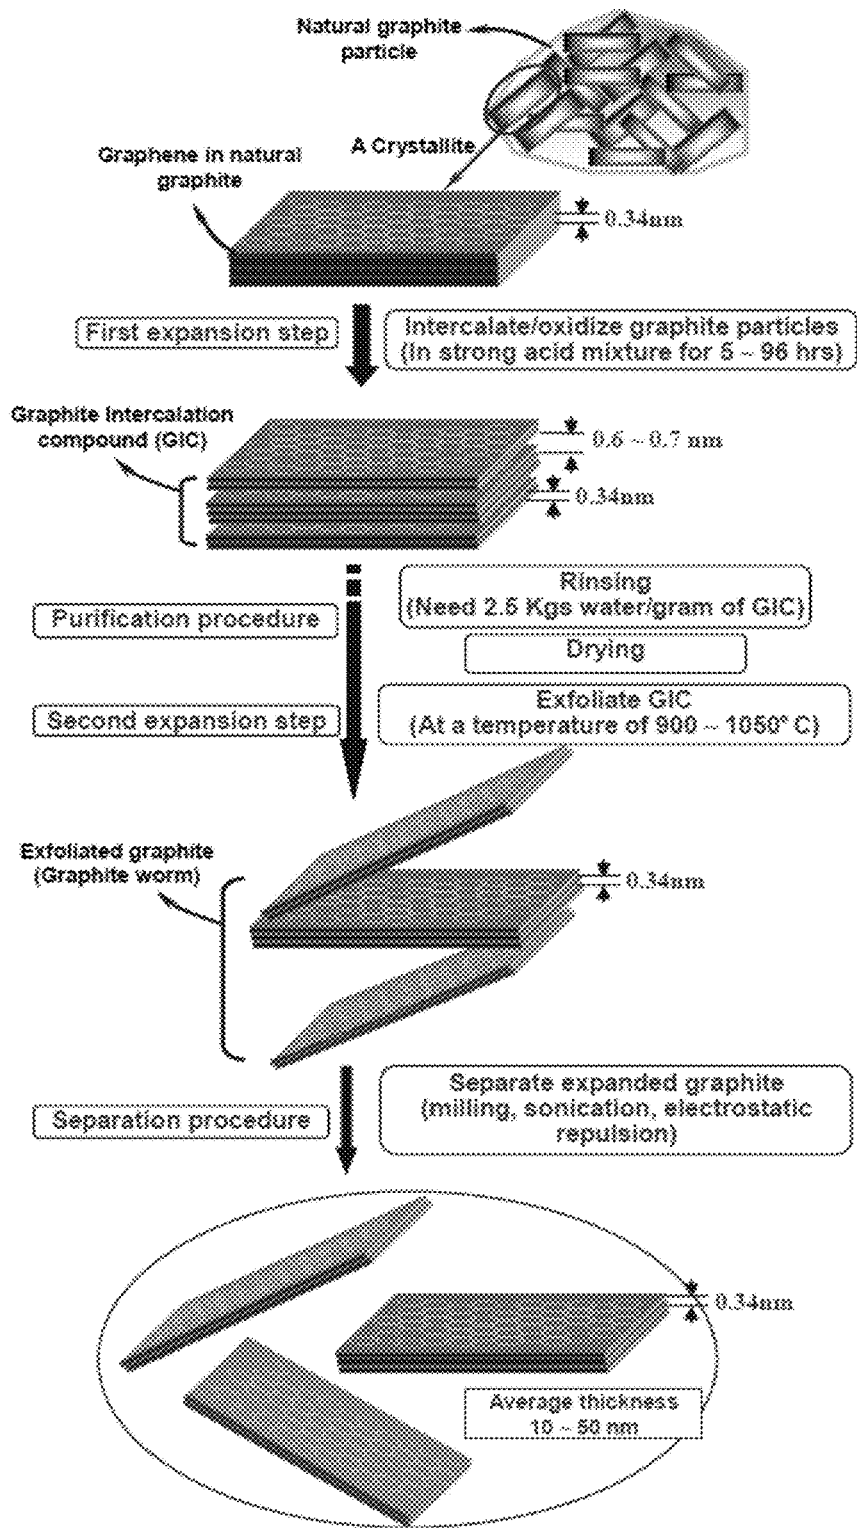 Natural graphite
particle
A Crystallite
Graphene in natural
graphite
0.34nm
First expansion step
Intercalate/oxidize graphite particles
(In strong acid mixture for 5 ~ 96 hrs)
Graphite Intercalation
compound (GIC)
0.6 ~ 0.7 nm
0.34nm
Rinsing
(Need 2.5 Kgs water/gram of GIC)
Purification procedure
Drying
Exfoliate GIC
(At a temperature of 900 ~ 1050° C)
Second expansion step
Exfoliated graphite
(Graphite worm)
0.34nm
Separate expanded graphite
(milling, sonication, electrostatic
repulsion)
Separation procedure
0.34nm
Average thickness
10 ~ 50 nm